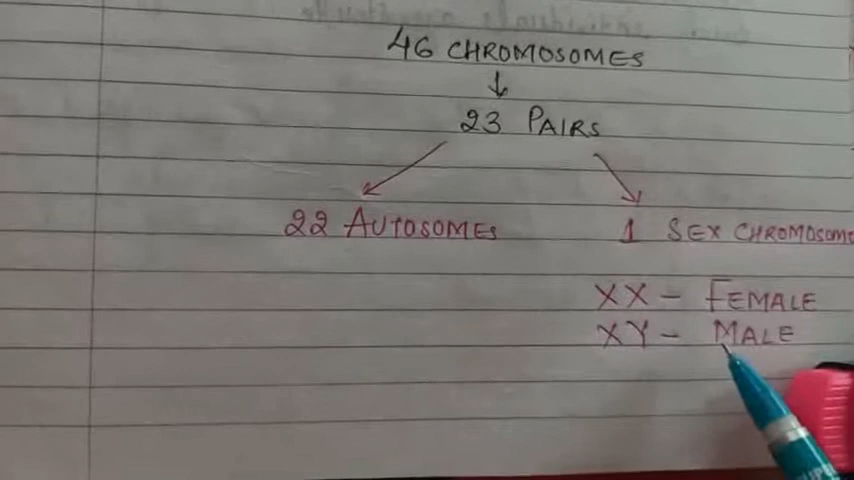 46 CHROMOSOMES
23 PAIRS
22 AUTOSOMES
1 SEX CHROMOSOME
XX - FEMALE
XY - MALE